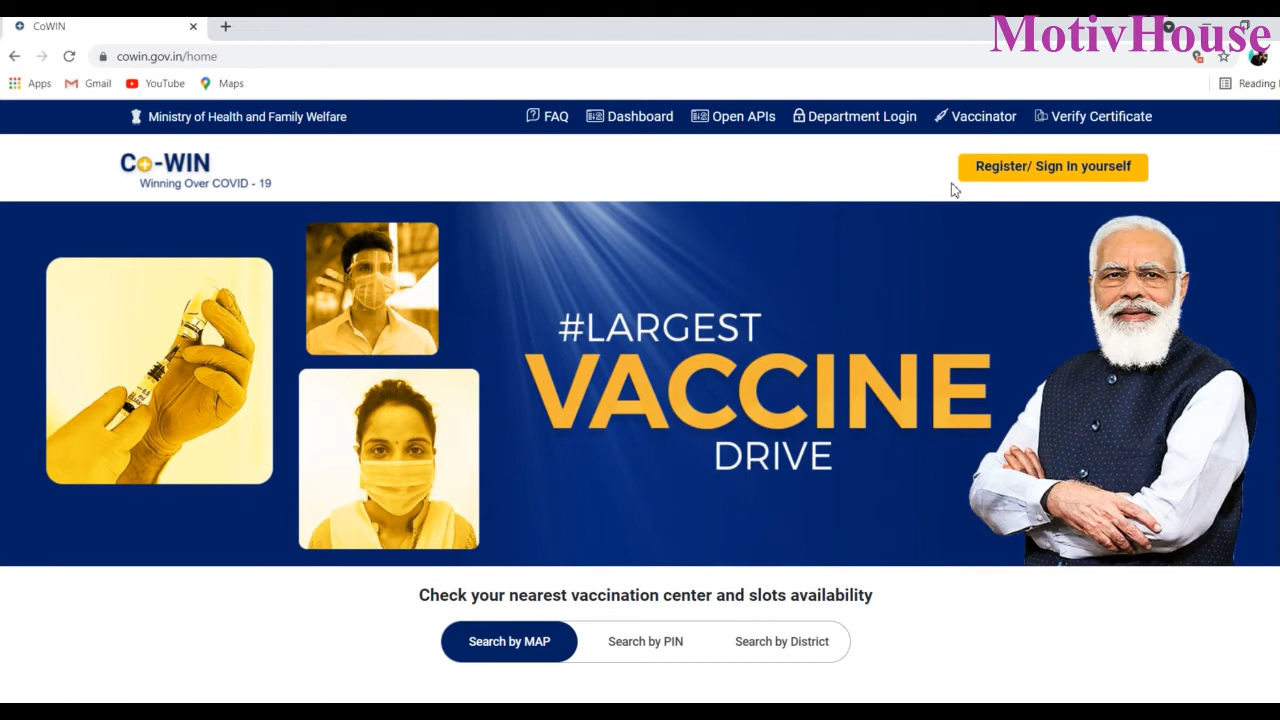 CoWIN
MotivHouse
cowin.gov.in/home
Apps Gmail YouTube Maps Reading
Ministry of Health and Family Welfare FAQ Dashboard Open APIs Department Login Vaccinator Verify Certificate
Co-WIN
Winning Over COVID - 19
Register/ Sign In yourself
#LARGEST
VACCINE
DRIVE
Check your nearest vaccination center and slots availability
Search by MAP Search by PIN Search by District